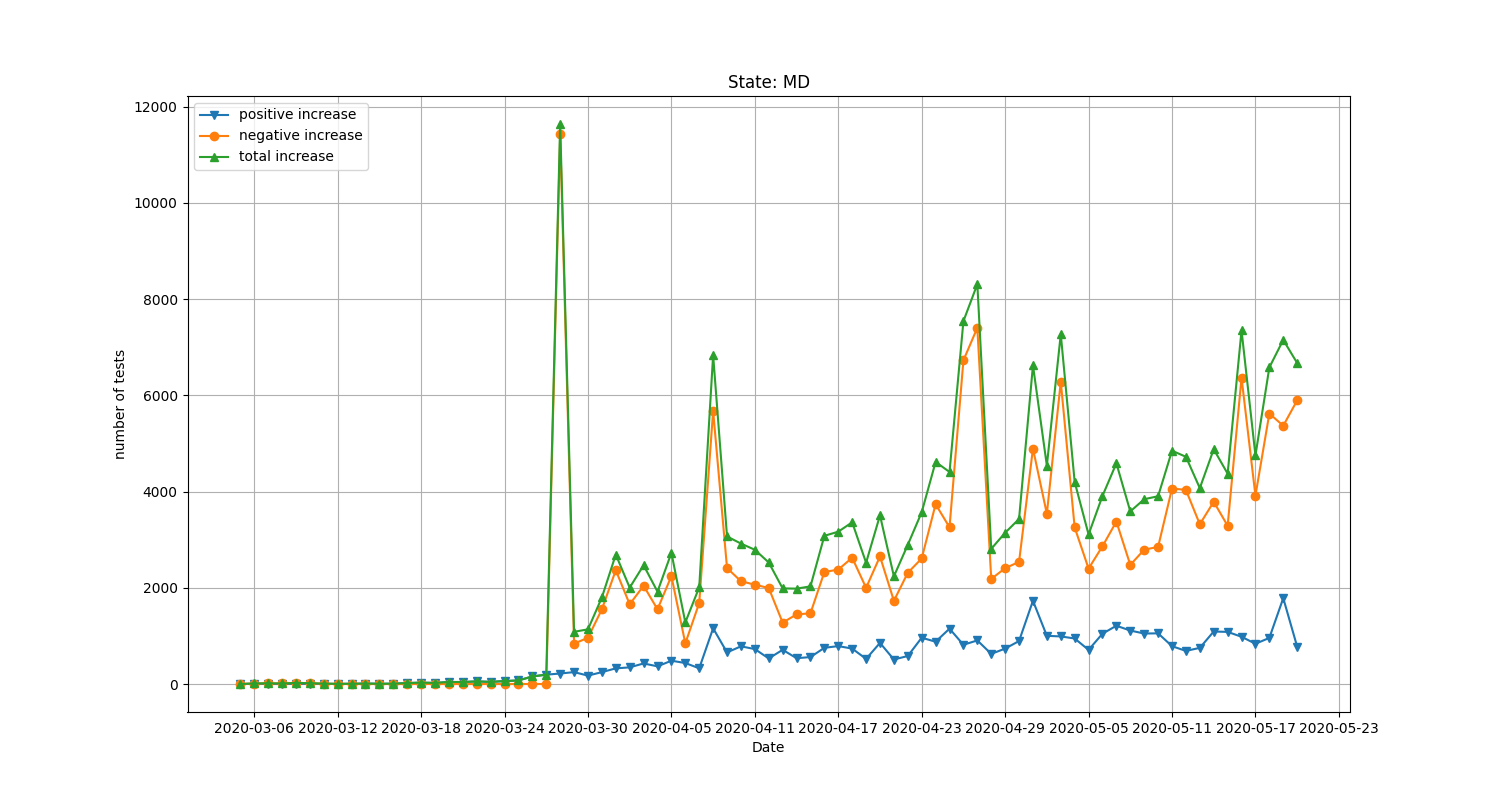 State: MD
positive increase
negative increase
total increase
12000
10000
8000
6000
4000
2000
0
number of tests
2020-03-06 2020-03-12 2020-03-18 2020-03-24 2020-03-30 2020-04-05 2020-04-11 2020-04-17 2020-04-23 2020-04-29 2020-05-05 2020-05-11 2020-05-17 2020-05-23
Date